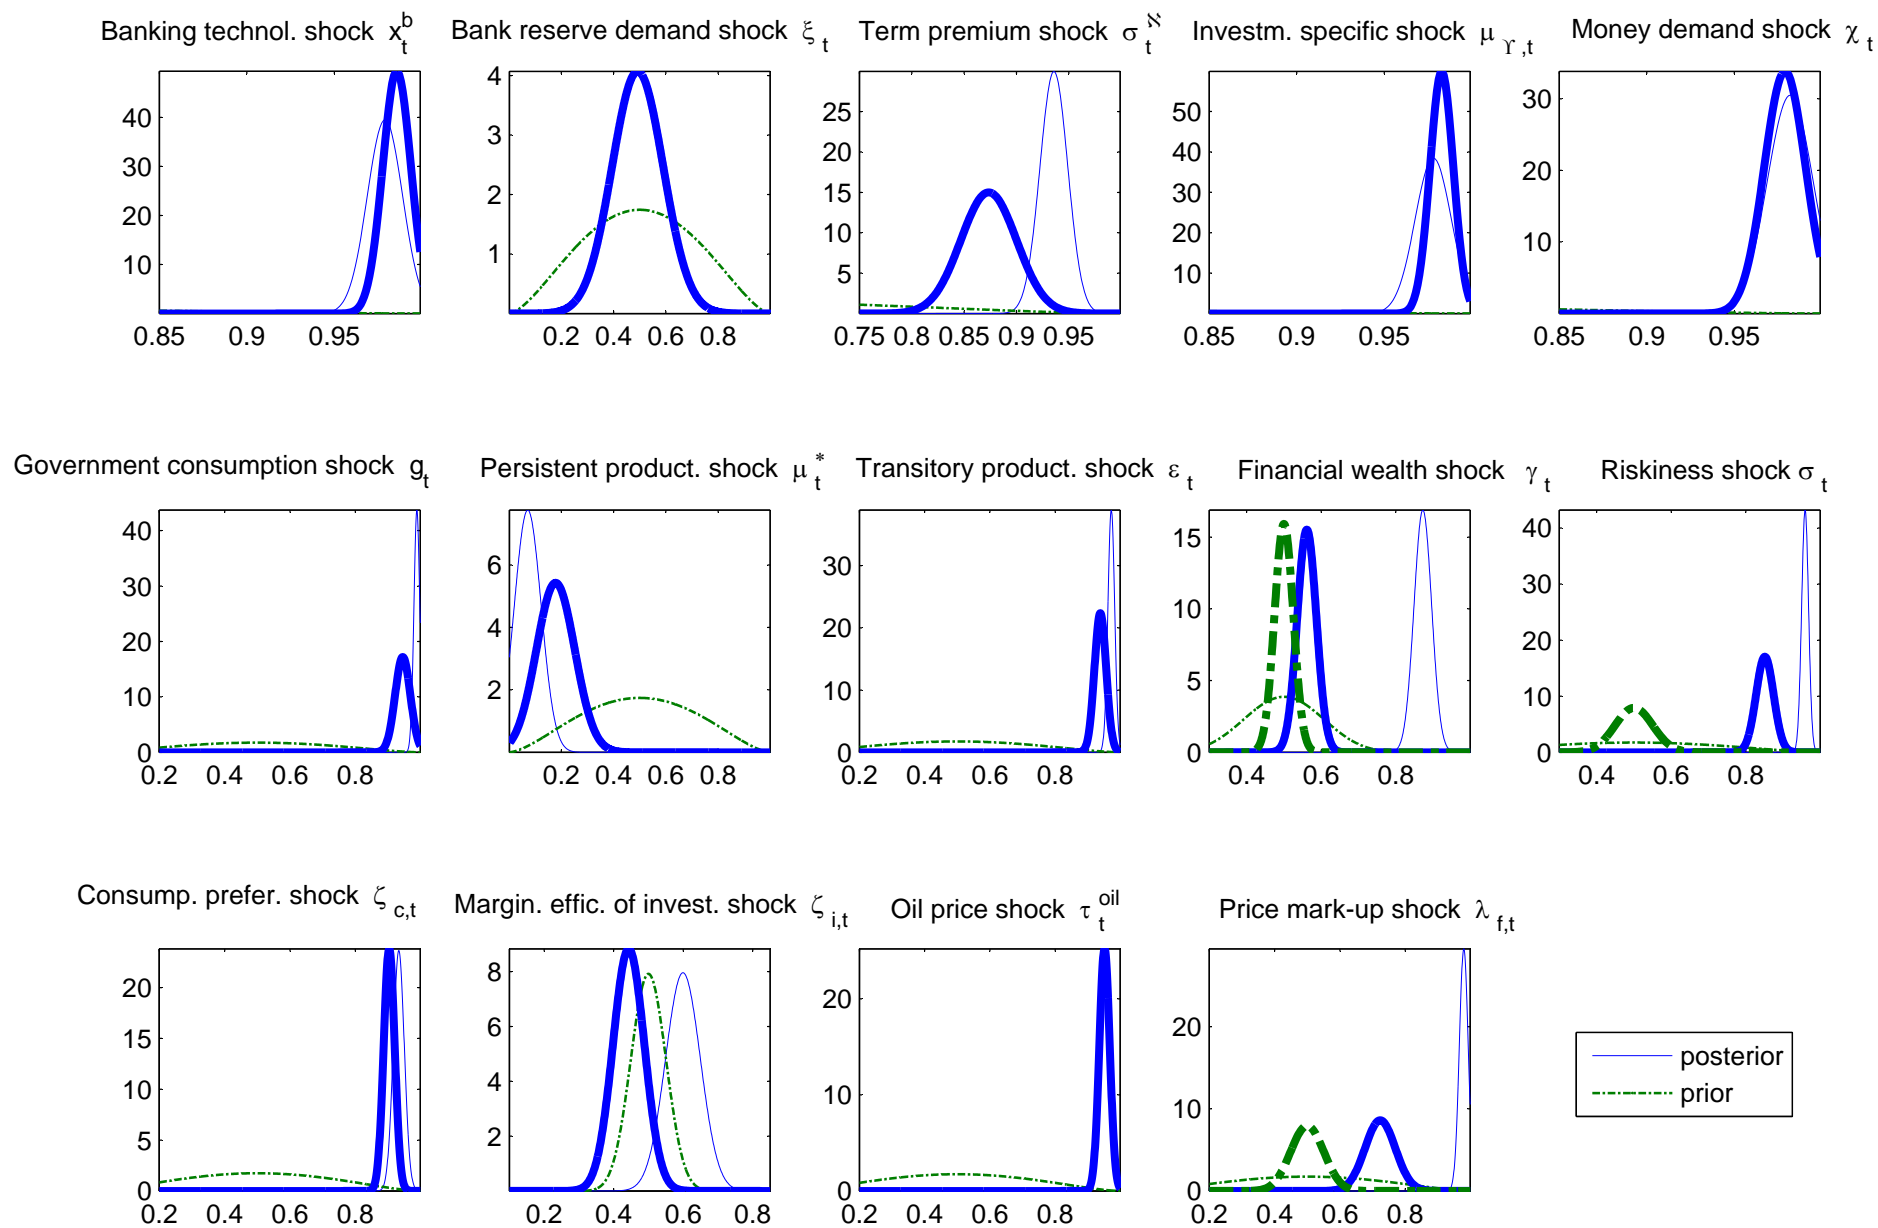 Banking technol. shock x_t^b
Bank reserve demand shock ξ_t
Term premium shock σ_t^ℵ
Investm. specific shock μ_ϒ,t
Money demand shock χ_t
40
30
20
10
0.85 0.9 0.95
4
3
2
1
0.2 0.4 0.6 0.8
25
20
15
10
5
0.75 0.8 0.85 0.9 0.95
50
40
30
20
10
0.85 0.9 0.95
30
20
10
0.85 0.9 0.95
Government consumption shock g_t
Persistent product. shock μ_t^*
Transitory product. shock ε_t
Financial wealth shock γ_t
Riskiness shock σ_t
40
30
20
10
0
0.2 0.4 0.6 0.8
6
4
2
0.2 0.4 0.6 0.8
30
20
10
0
0.2 0.4 0.6 0.8
15
10
5
0
0.4 0.6 0.8
40
30
20
10
0
0.4 0.6 0.8
Consump. prefer. shock ζ_c,t
Margin. effic. of invest. shock ζ_i,t
Oil price shock τ_t^oil
Price mark-up shock λ_f,t
20
15
10
5
0
0.2 0.4 0.6 0.8
8
6
4
2
0.2 0.4 0.6 0.8
20
10
0
0.2 0.4 0.6 0.8
20
10
0
0.2 0.4 0.6 0.8
posterior
prior